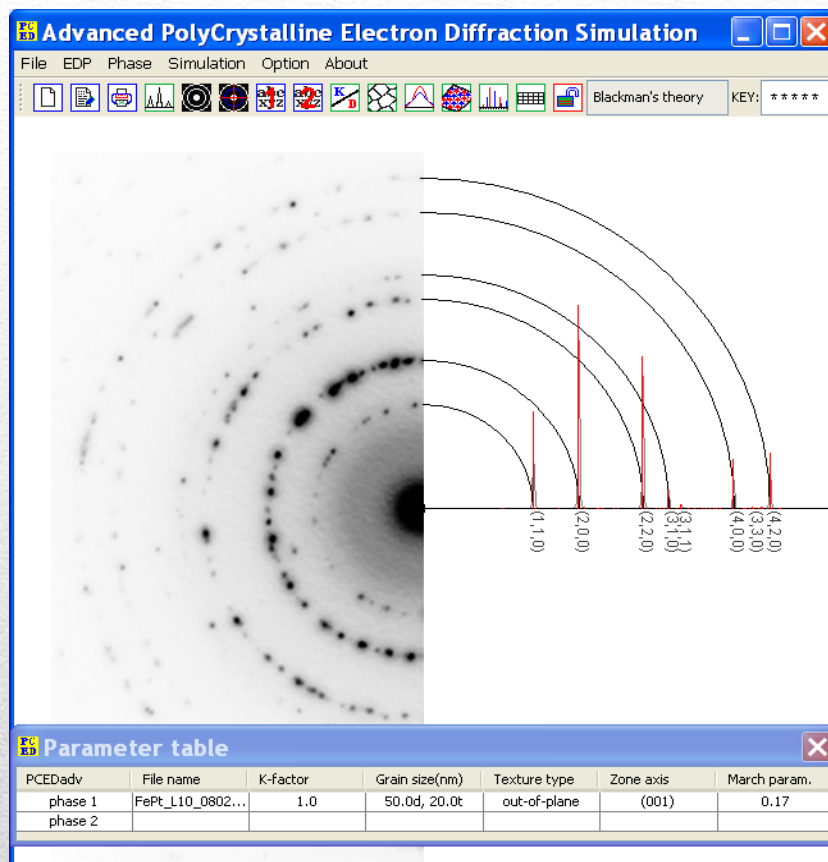 Advanced PolyCrystalline Electron Diffraction Simulation
File EDP Phase Simulation Option About
Blackman's theory KEY: *****
(1,1,0) (2,0,0) (2,2,0) (3,1,0) (3,1,1) (4,0,0) (3,3,0) (4,2,0)
Parameter table
PCEDadv File name K-factor Grain size(nm) Texture type Zone axis March param.
phase 1 FePt_L10_0802... 1.0 50.0d, 20.0t out-of-plane (001) 0.17
phase 2